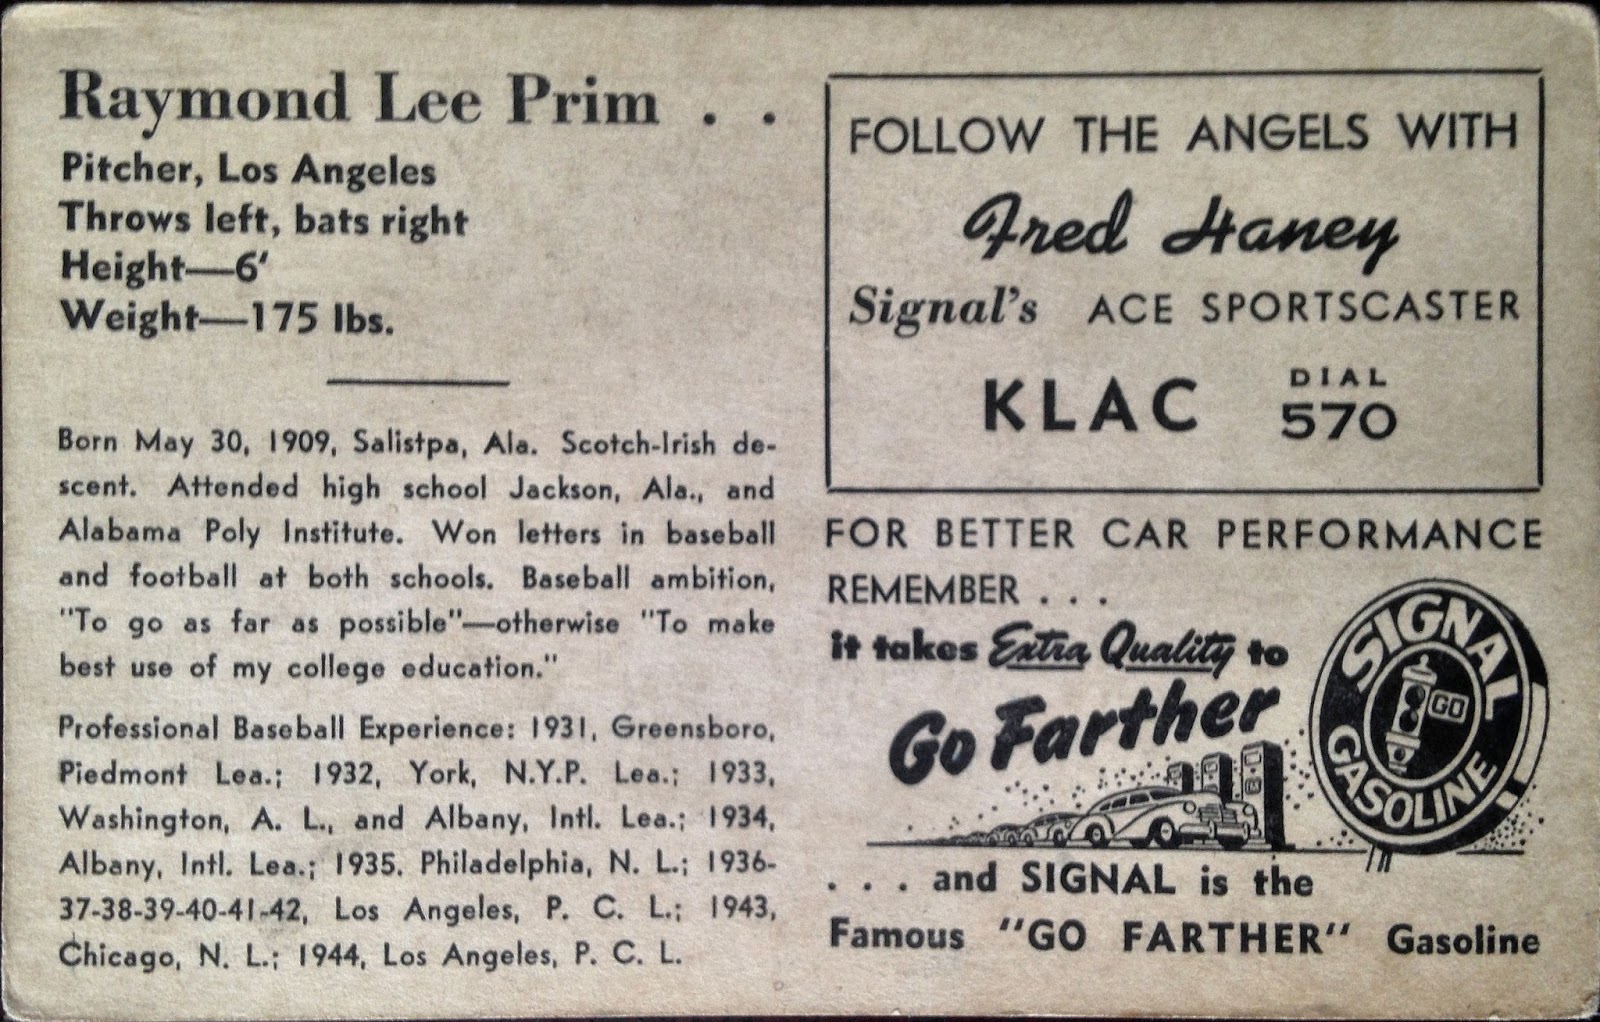 Raymond Lee Prim . .
Pitcher, Los Angeles
Throws left, bats right
Height—6'
Weight—175 lbs.
Born May 30, 1909, Salistpa, Ala. Scotch-Irish de-
scent. Attended high school Jackson, Ala., and
Alabama Poly Institute. Won letters in baseball
and football at both schools. Baseball ambition,
"To go as far as possible"—otherwise "To make
best use of my college education."
Professional Baseball Experience: 1931, Greensboro,
Piedmont Lea.; 1932, York, N.Y.P. Lea.; 1933,
Washington, A. L., and Albany, Intl. Lea.; 1934,
Albany, Intl. Lea.; 1935. Philadelphia, N. L.; 1936-
37-38-39-40-41-42, Los Angeles, P. C. L.; 1943,
Chicago, N. L.; 1944, Los Angeles, P. C. L.
FOLLOW THE ANGELS WITH
Fred Haney
Signal's ACE SPORTSCASTER
KLAC DIAL 570
FOR BETTER CAR PERFORMANCE
REMEMBER . . .
it takes Extra Quality to
Go Farther
SIGNAL
GO
GASOLINE
. . . and SIGNAL is the
Famous "GO FARTHER" Gasoline